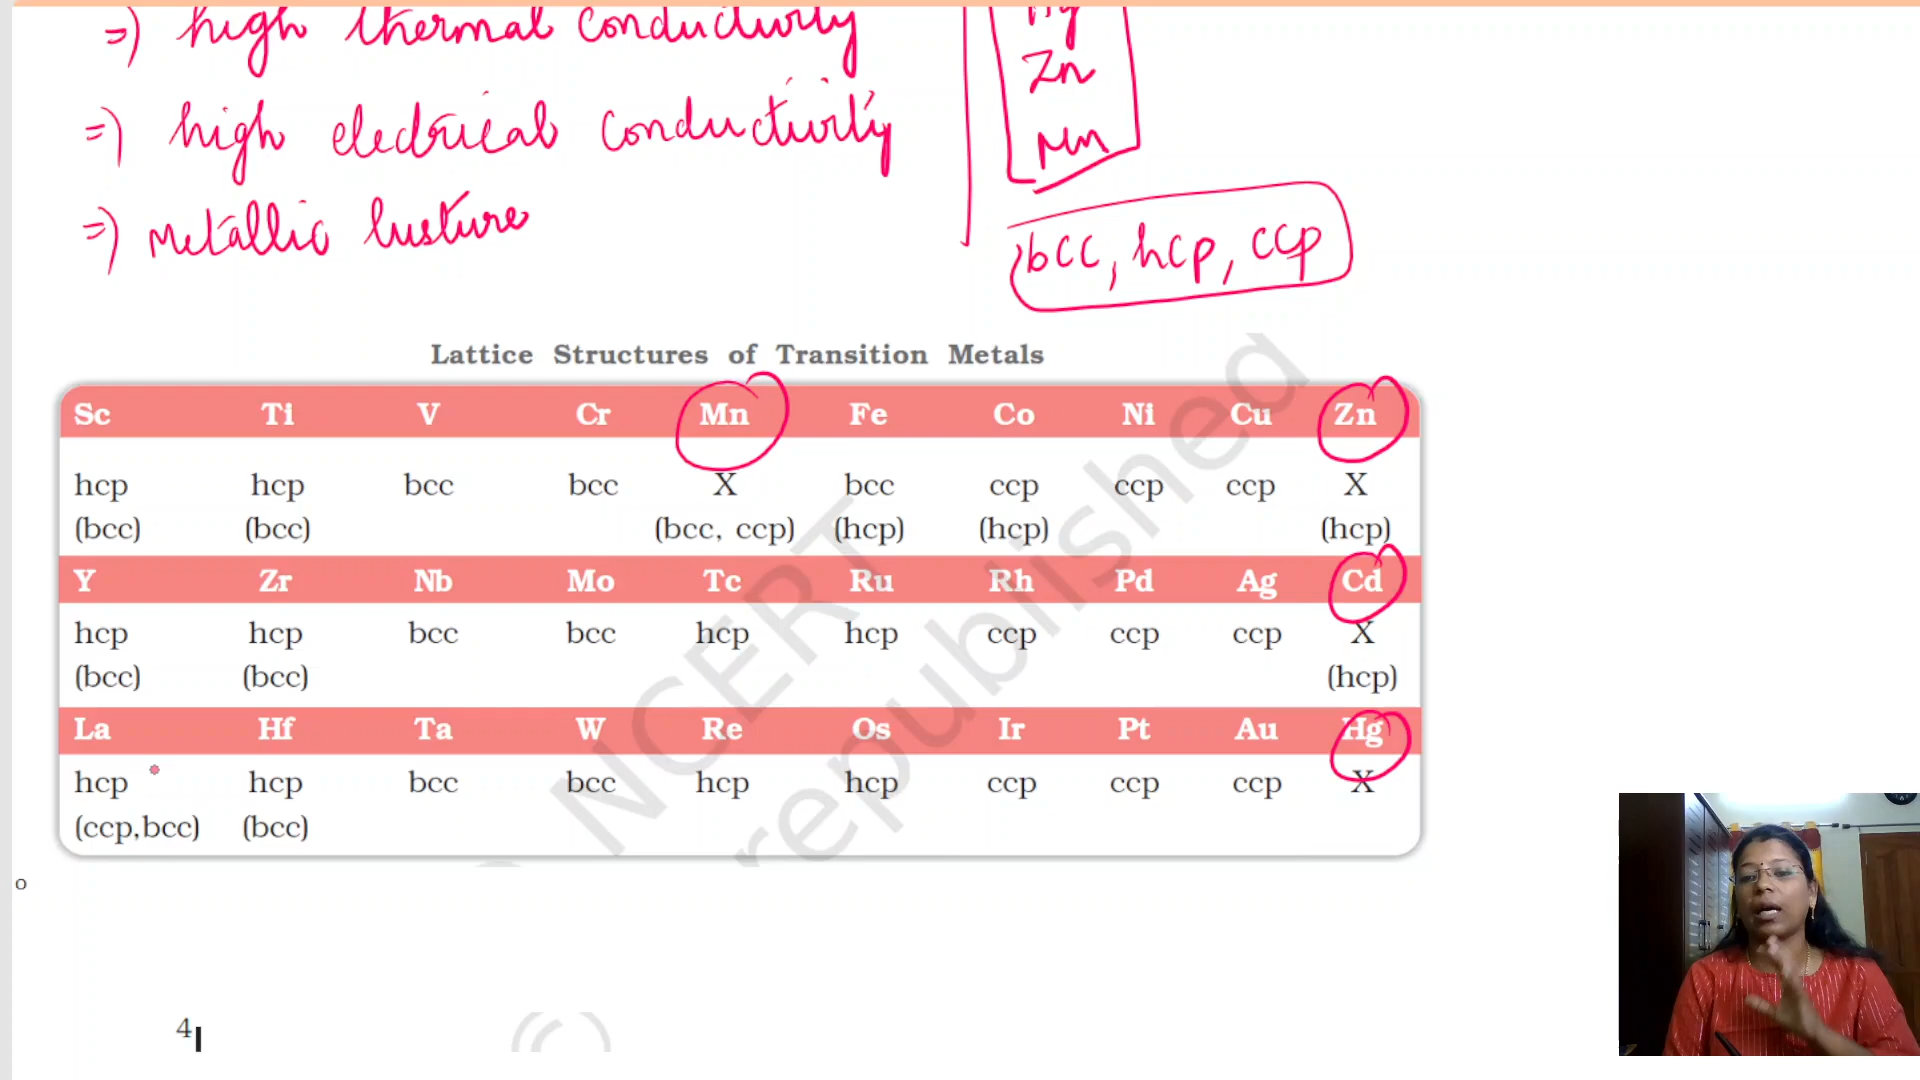 =) high thermal conductivity
=) high electrical conductivity
=) Metallic lusture
Hg
Zn
Mn
bcc, hcp, ccp
Lattice Structures of Transition Metals
Sc Ti V Cr Mn Fe Co Ni Cu Zn
hcp hcp bcc bcc X bcc ccp ccp ccp X
(bcc) (bcc) (bcc, ccp) (hcp) (hcp) (hcp)
Y Zr Nb Mo Tc Ru Rh Pd Ag Cd
hcp hcp bcc bcc hcp hcp ccp ccp ccp X
(bcc) (bcc) (hcp)
La Hf Ta W Re Os Ir Pt Au Hg
hcp hcp bcc bcc hcp hcp ccp ccp ccp X
(ccp,bcc) (bcc)
NCERT
republished
o
4